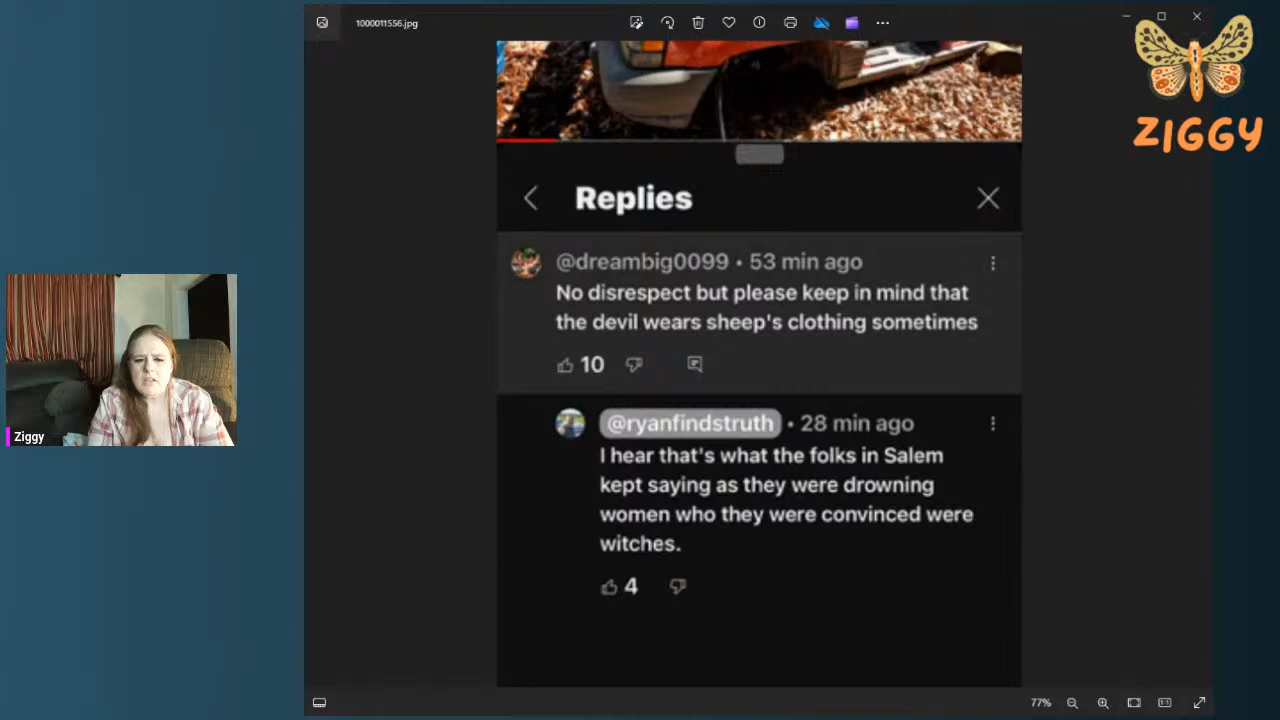 1000011556.jpg
ZIGGY
Replies
@dreambig0099 • 53 min ago
No disrespect but please keep in mind that
the devil wears sheep's clothing sometimes
10
@ryanfindstruth • 28 min ago
I hear that's what the folks in Salem
kept saying as they were drowning
women who they were convinced were
witches.
4
Ziggy
77%